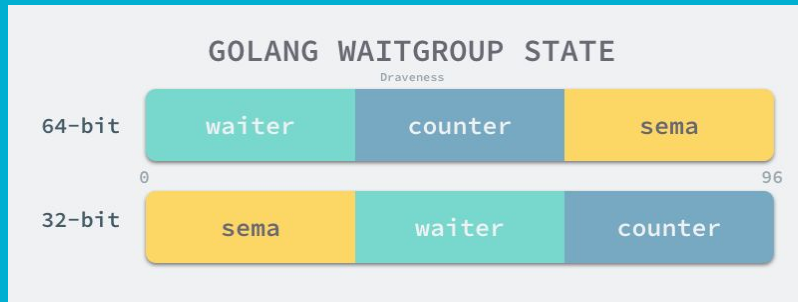 GOLANG WAITGROUP STATE
Draveness
64-bit waiter counter sema
0 96
32-bit sema waiter counter